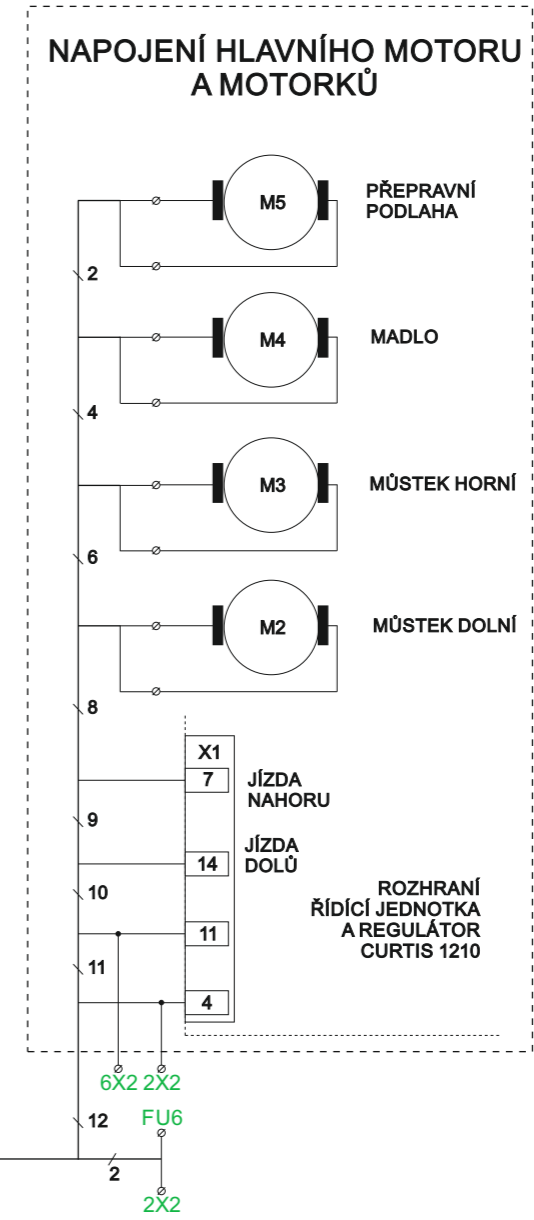 NAPOJENÍ HLAVNÍHO MOTORU
A MOTORKŮ
M5
PŘEPRAVNÍ
PODLAHA
2
M4
MADLO
4
M3
MŮSTEK HORNÍ
6
M2
MŮSTEK DOLNÍ
8
X1
7
JÍZDA
NAHORU
9
JÍZDA
DOLŮ
14
10
ROZHRANÍ
ŘÍDÍCÍ JEDNOTKA
A REGULÁTOR
CURTIS 1210
11
11
4
6X2 2X2
12
FU6
2
2X2